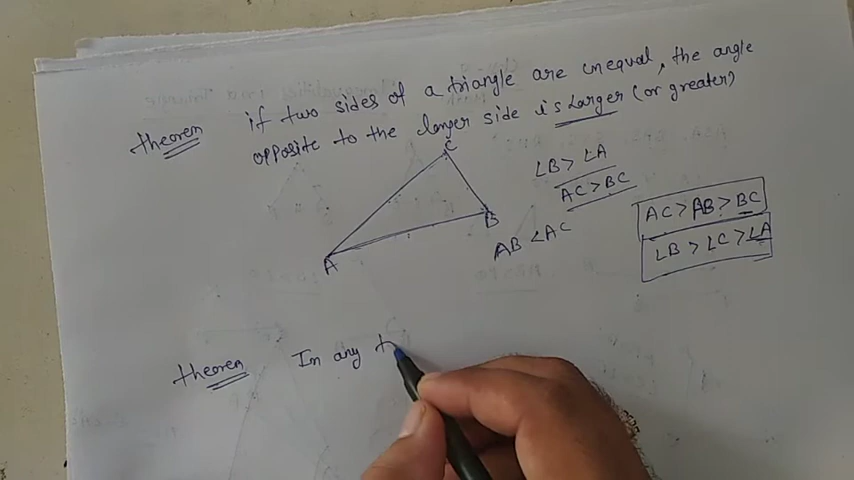 if two sides of a triangle are unequal, the angle
theorem
opposite to the longer side is Larger (or greater)
C
∠B > ∠A
AC > BC
AC > AB > BC
B
AB < AC
∠B > ∠C > ∠A
A
theorem In any